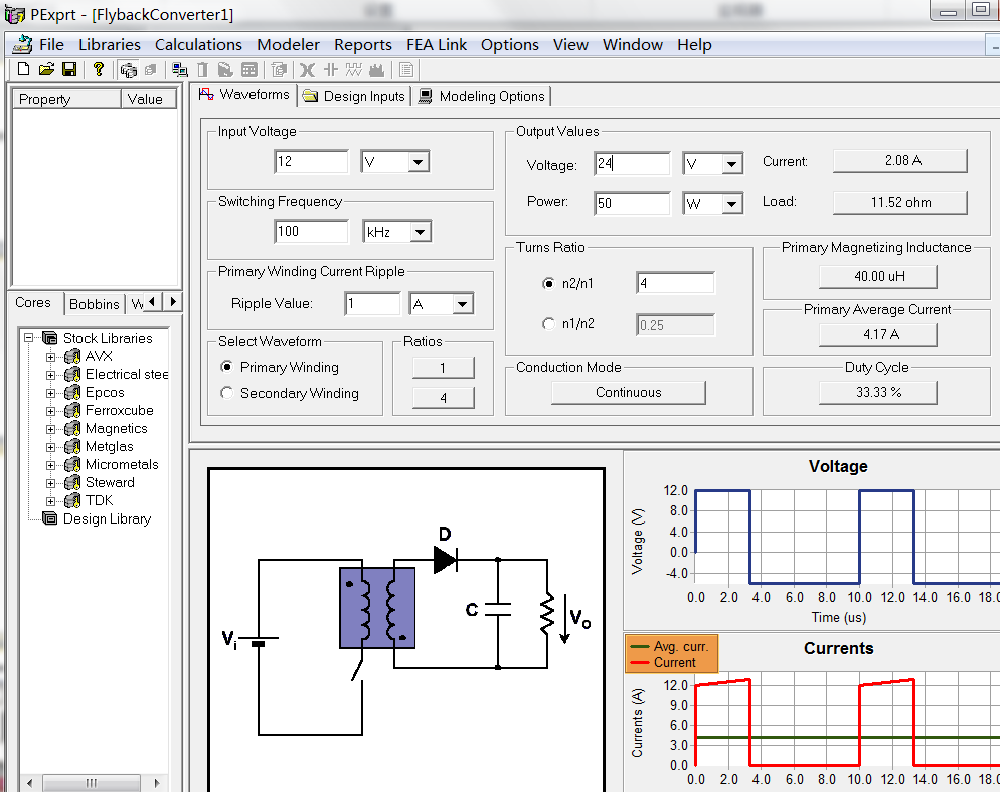 PExprt - [FlybackConverter1]
File Libraries Calculations Modeler Reports FEA Link Options View Window Help
Property Value
Waveforms Design Inputs Modeling Options
Input Voltage
12 V
Switching Frequency
100 kHz
Primary Winding Current Ripple
Ripple Value: 1 A
Select Waveform
Primary Winding
Secondary Winding
Ratios
1
4
Output Values
Voltage: 24 V Current: 2.08 A
Power: 50 W Load: 11.52 ohm
Turns Ratio
n2/n1 4
n1/n2 0.25
Conduction Mode
Continuous
Primary Magnetizing Inductance
40.00 uH
Primary Average Current
4.17 A
Duty Cycle
33.33 %
Cores Bobbins
Stock Libraries
AVX
Electrical stee
Epcos
Ferroxcube
Magnetics
Metglas
Micrometals
Steward
TDK
Design Library
D
C
Vi
Vo
Voltage
Voltage (V)
12.0
8.0
4.0
0.0
-4.0
0.0 2.0 4.0 6.0 8.0 10.0 12.0 14.0 16.0 18.0
Time (us)
Avg. curr.
Current
Currents
Currents (A)
12.0
9.0
6.0
3.0
0.0
0.0 2.0 4.0 6.0 8.0 10.0 12.0 14.0 16.0 18.0